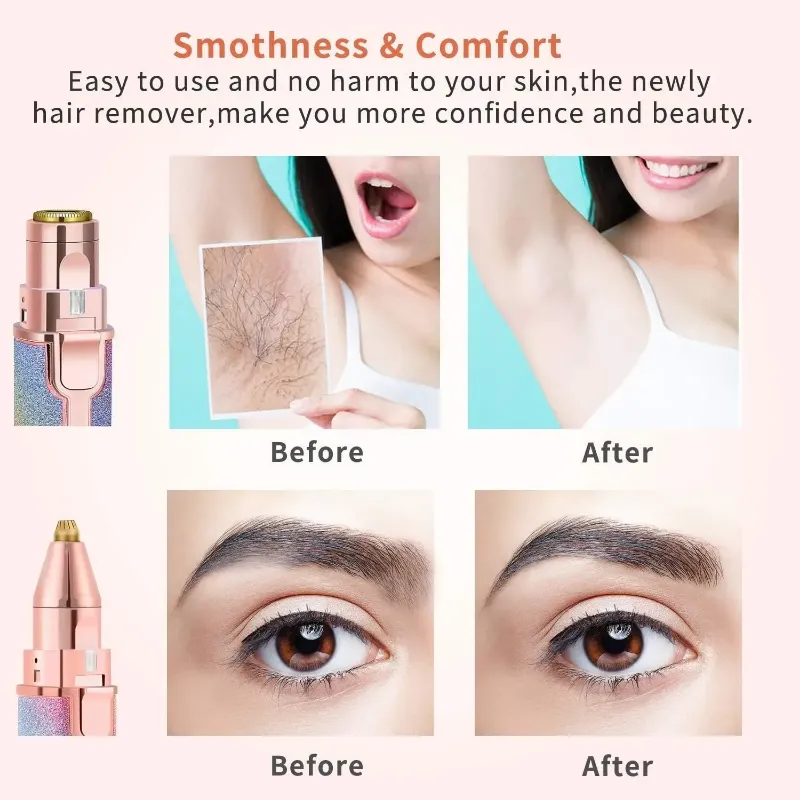 Smothness & Comfort
Easy to use and no harm to your skin,the newly
hair remover,make you more confidence and beauty.
Before
After
Before
After